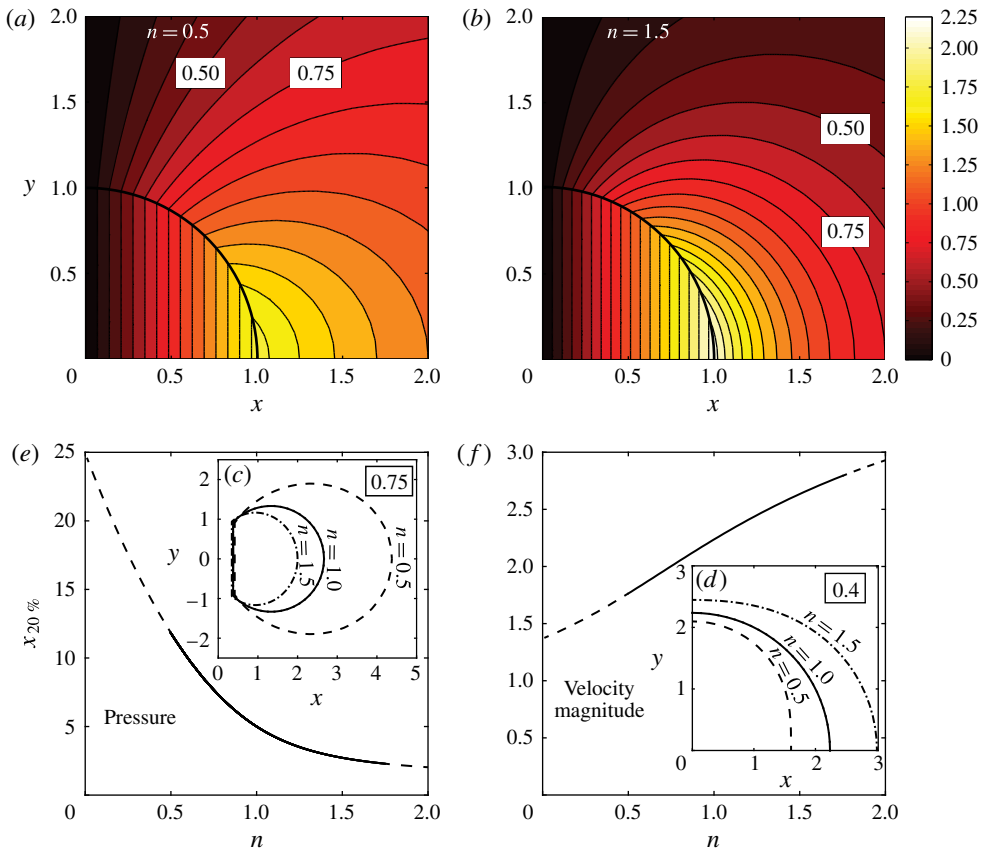 (a)
n = 0.5
0.50
0.75
2.0
1.5
1.0
0.5
y
0
0.5
1.0
1.5
2.0
x
(b)
n = 1.5
0.50
0.75
2.0
1.5
1.0
0.5
0
0.5
1.0
1.5
2.0
x
2.25
2.00
1.75
1.50
1.25
1.00
0.75
0.50
0.25
0
(e)
25
20
15
10
5
x20 %
Pressure
0
0.5
1.0
1.5
2.0
n
(c)
0.75
2
1
0
−1
−2
y
n = 1.5
n = 1.0
n = 0.5
0
1
2
3
4
5
x
(f)
3.0
2.5
2.0
1.5
1.0
0.5
Velocity
magnitude
0
0.5
1.0
1.5
2.0
n
(d)
0.4
3
2
1
y
n = 1.5
n = 1.0
n = 0.5
0
1
2
3
x